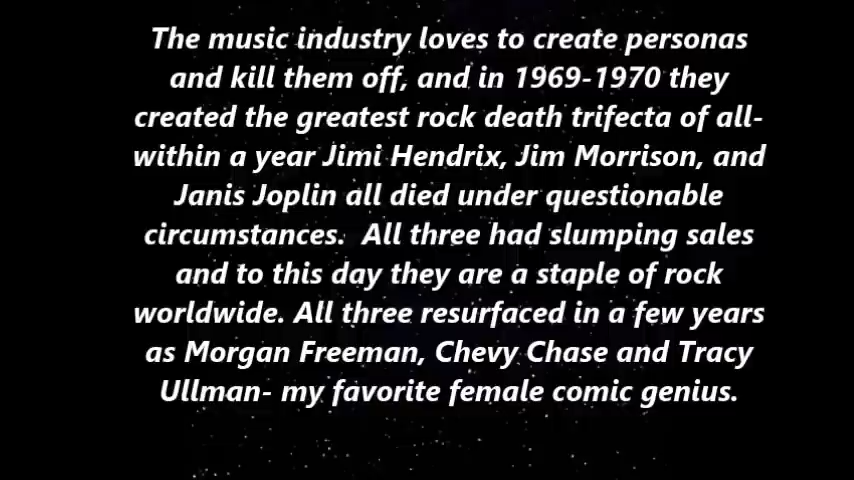 The music industry loves to create personas
and kill them off, and in 1969-1970 they
created the greatest rock death trifecta of all-
within a year Jimi Hendrix, Jim Morrison, and
Janis Joplin all died under questionable
circumstances.  All three had slumping sales
and to this day they are a staple of rock
worldwide. All three resurfaced in a few years
as Morgan Freeman, Chevy Chase and Tracy
Ullman- my favorite female comic genius.